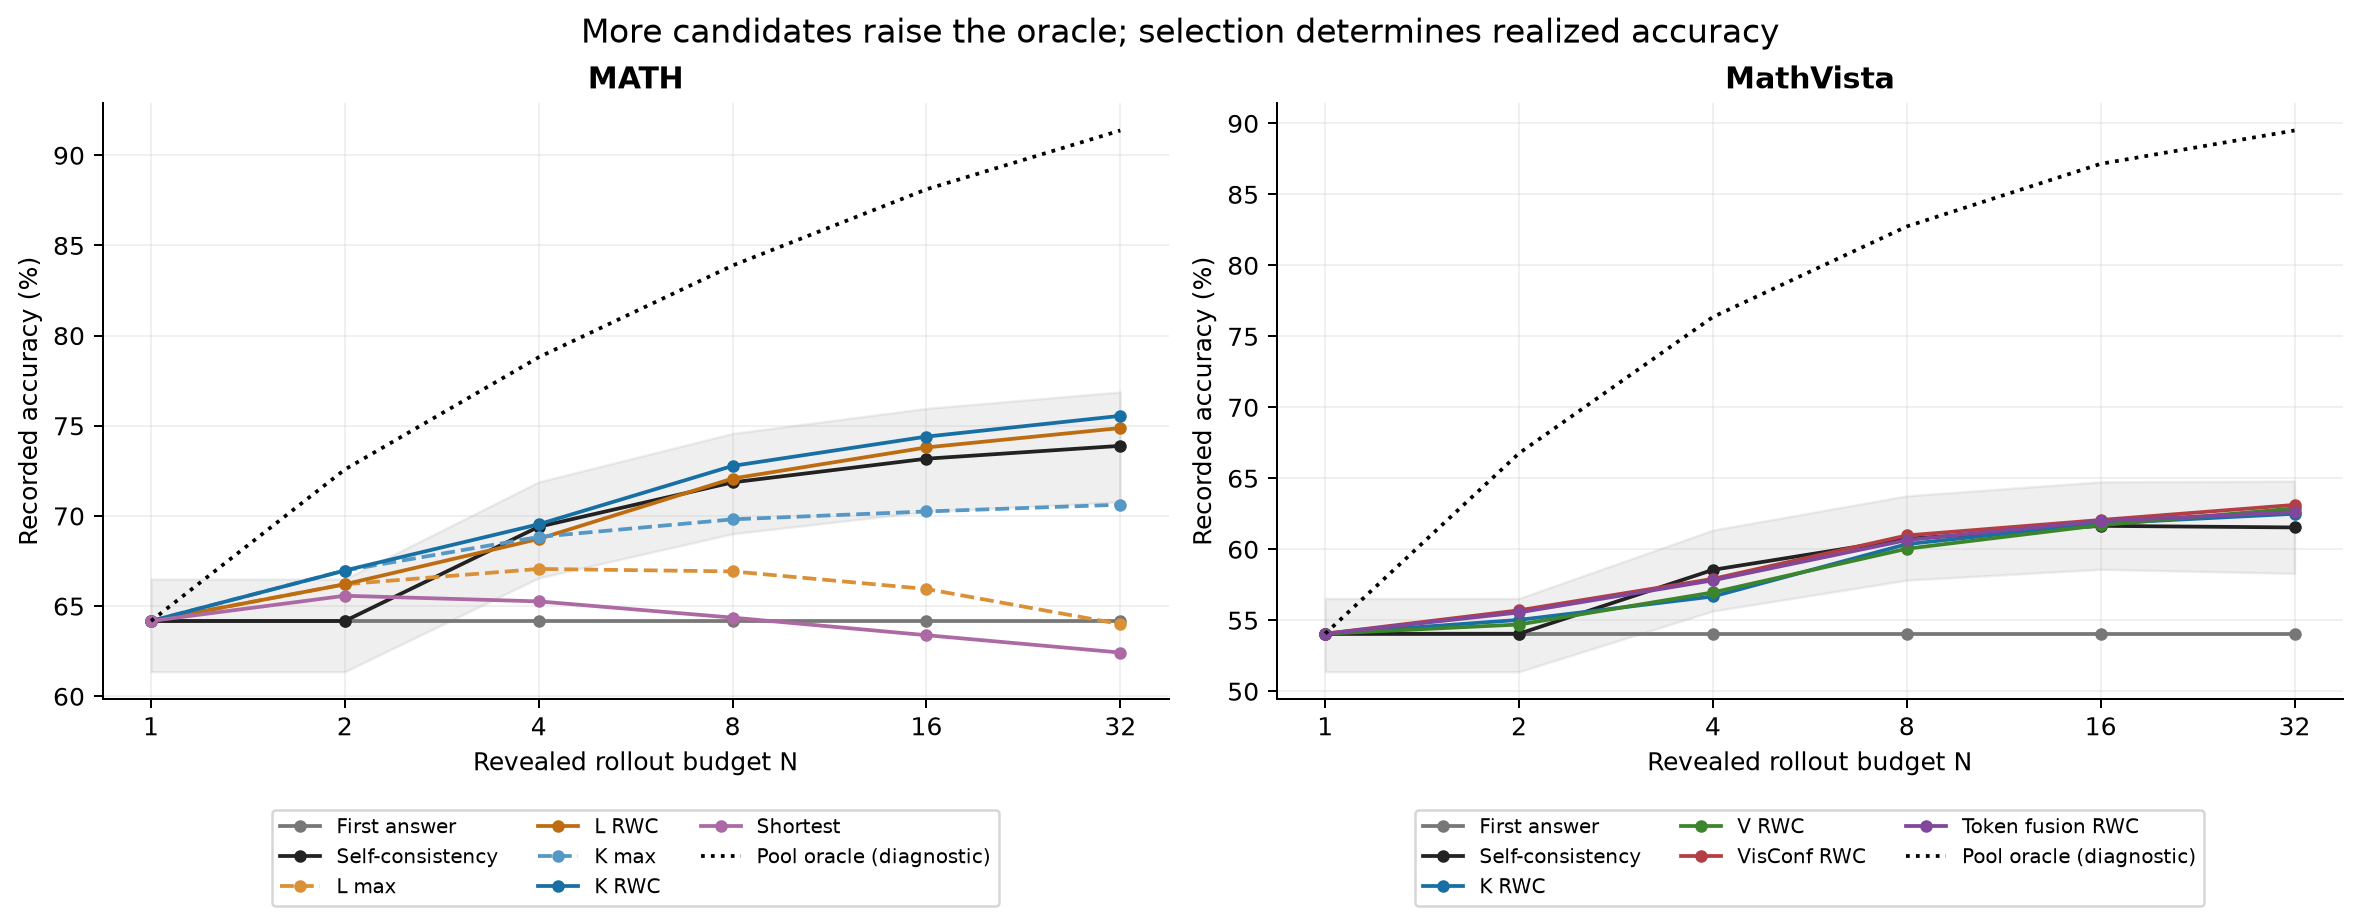 More candidates raise the oracle; selection determines realized accuracy
MATH
Recorded accuracy (%)
90
85
80
75
70
65
60
1 2 4 8 16 32
Revealed rollout budget N
First answer L RWC Shortest
Self-consistency K max Pool oracle (diagnostic)
L max K RWC
MathVista
Recorded accuracy (%)
90
85
80
75
70
65
60
55
50
1 2 4 8 16 32
Revealed rollout budget N
First answer V RWC Token fusion RWC
Self-consistency VisConf RWC Pool oracle (diagnostic)
K RWC